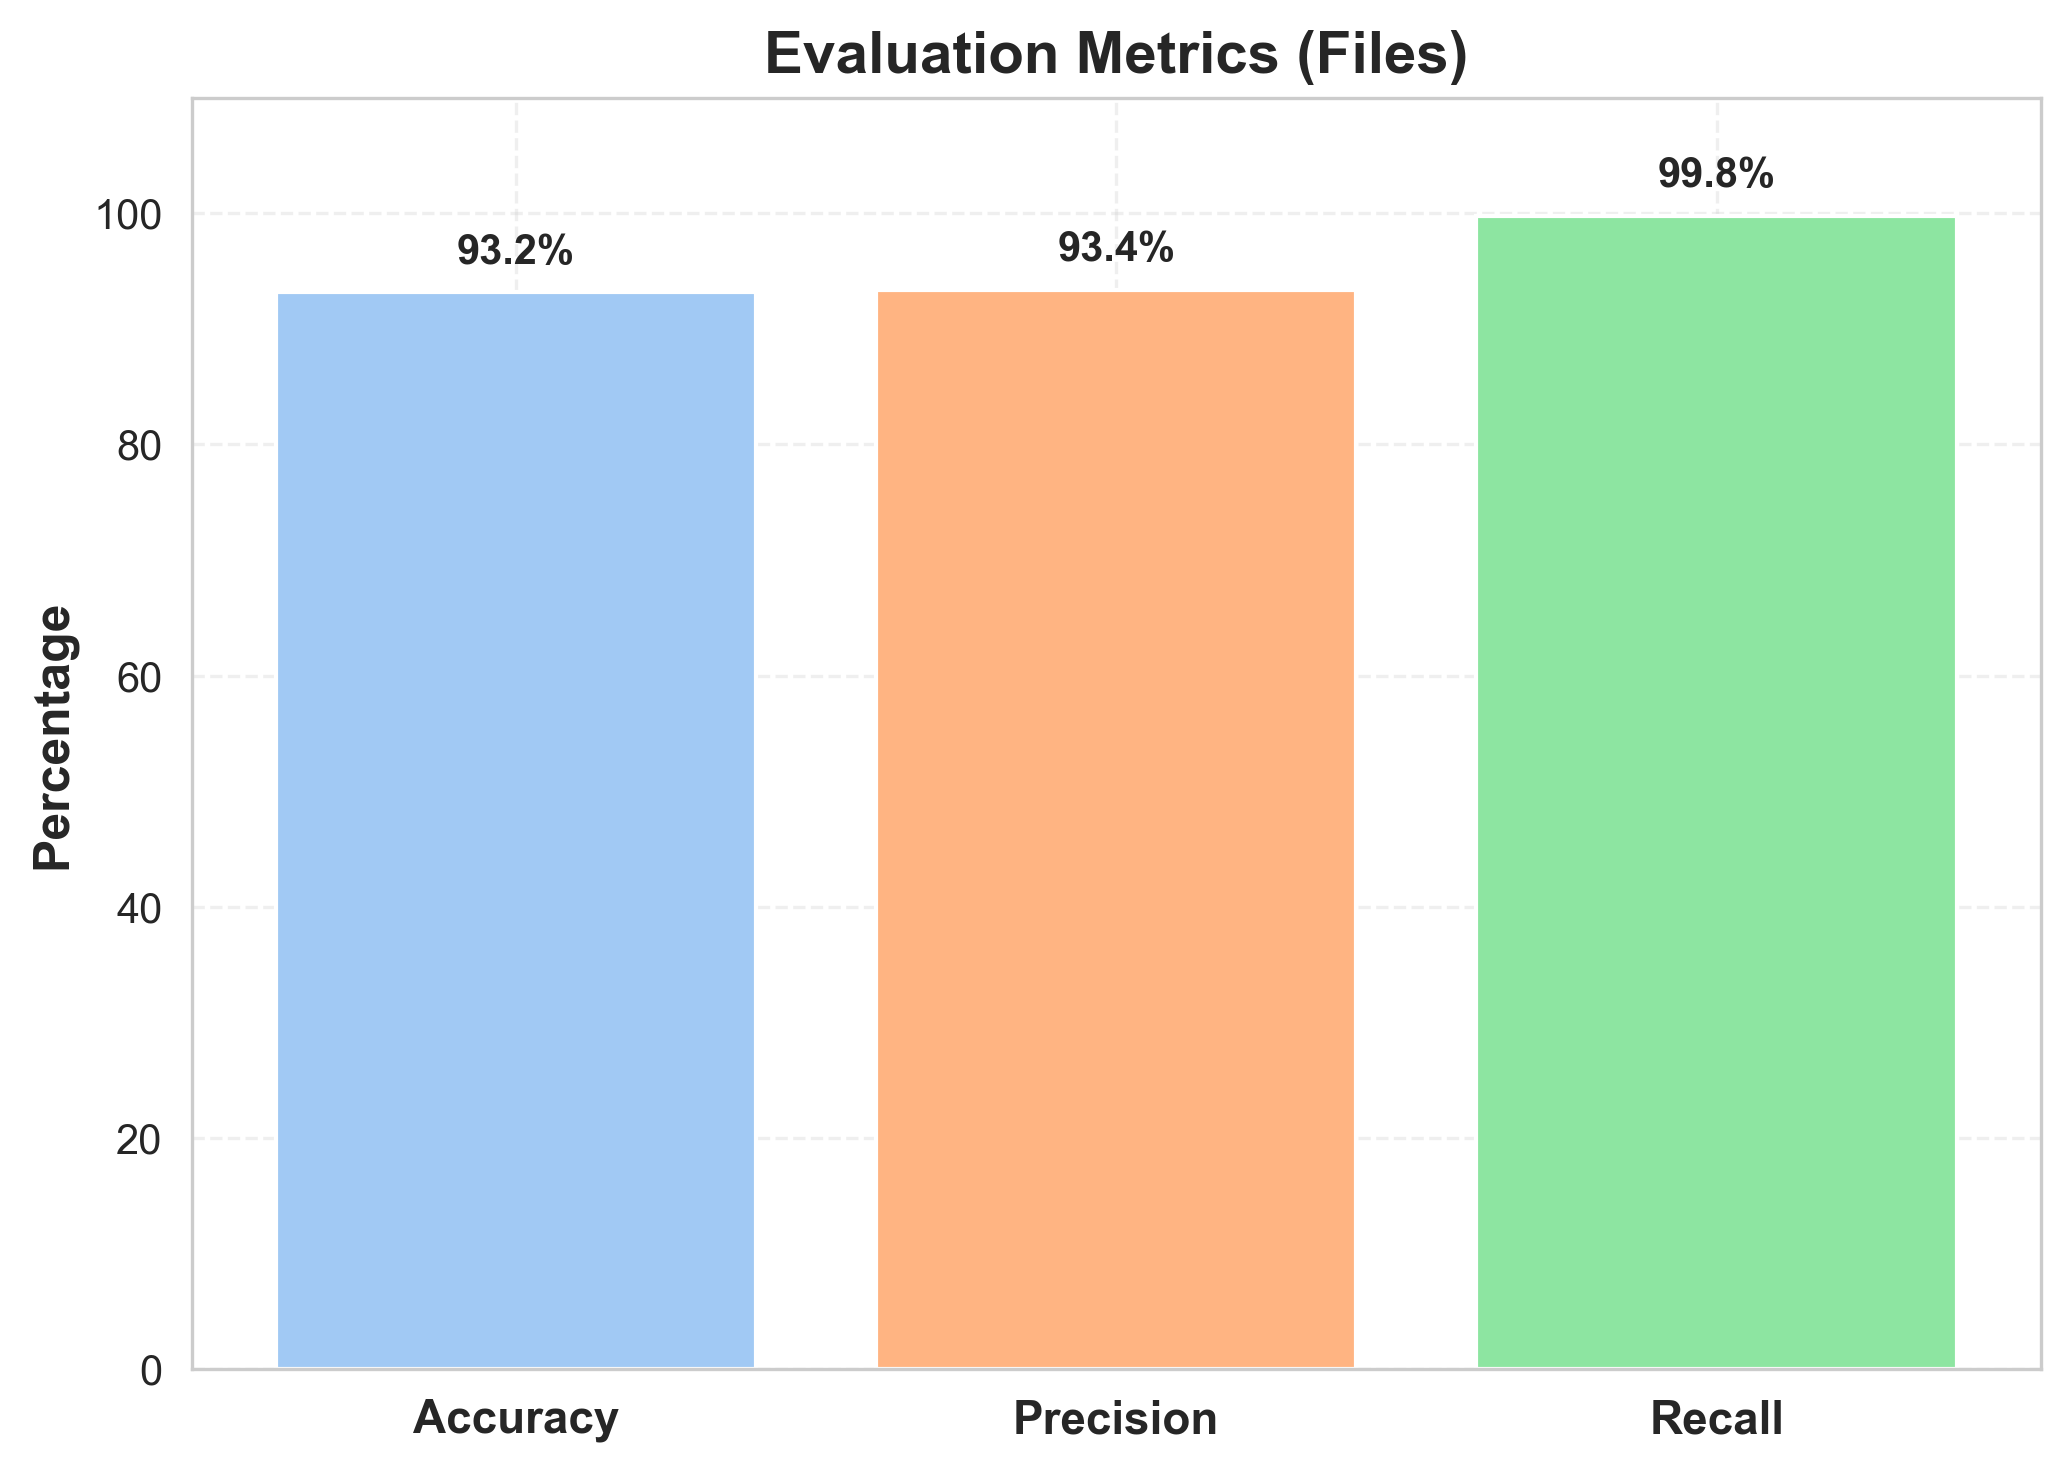 Evaluation Metrics (Files)
Percentage
100
80
60
40
20
0
93.2%
93.4%
99.8%
Accuracy
Precision
Recall